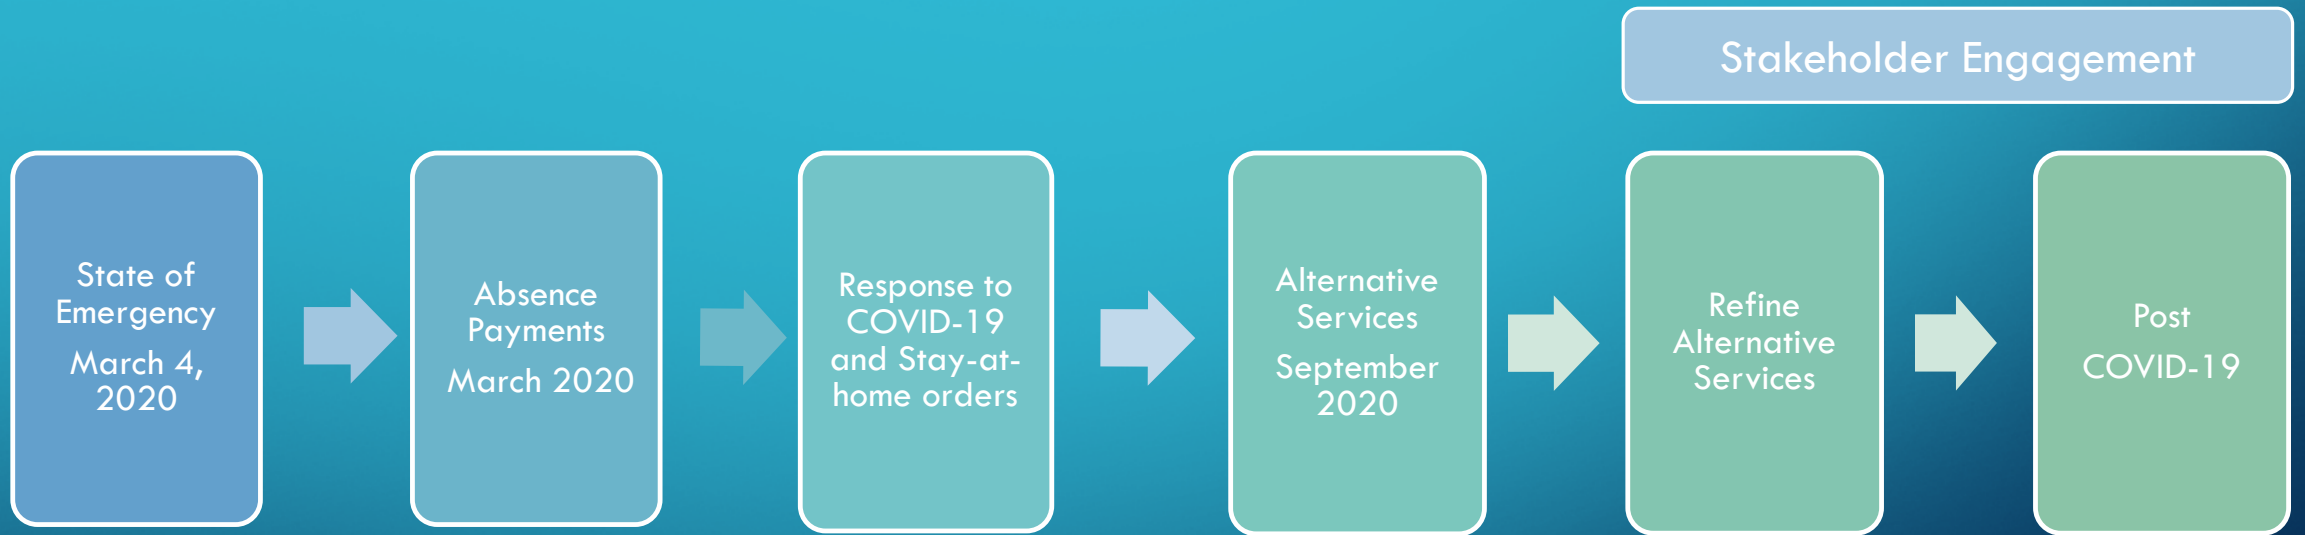 Stakeholder Engagement
State of
Emergency
March 4,
2020
Absence
Payments
March 2020
Response to
COVID-19
and Stay-at-
home orders
Alternative
Services
September
2020
Refine
Alternative
Services
Post
COVID-19